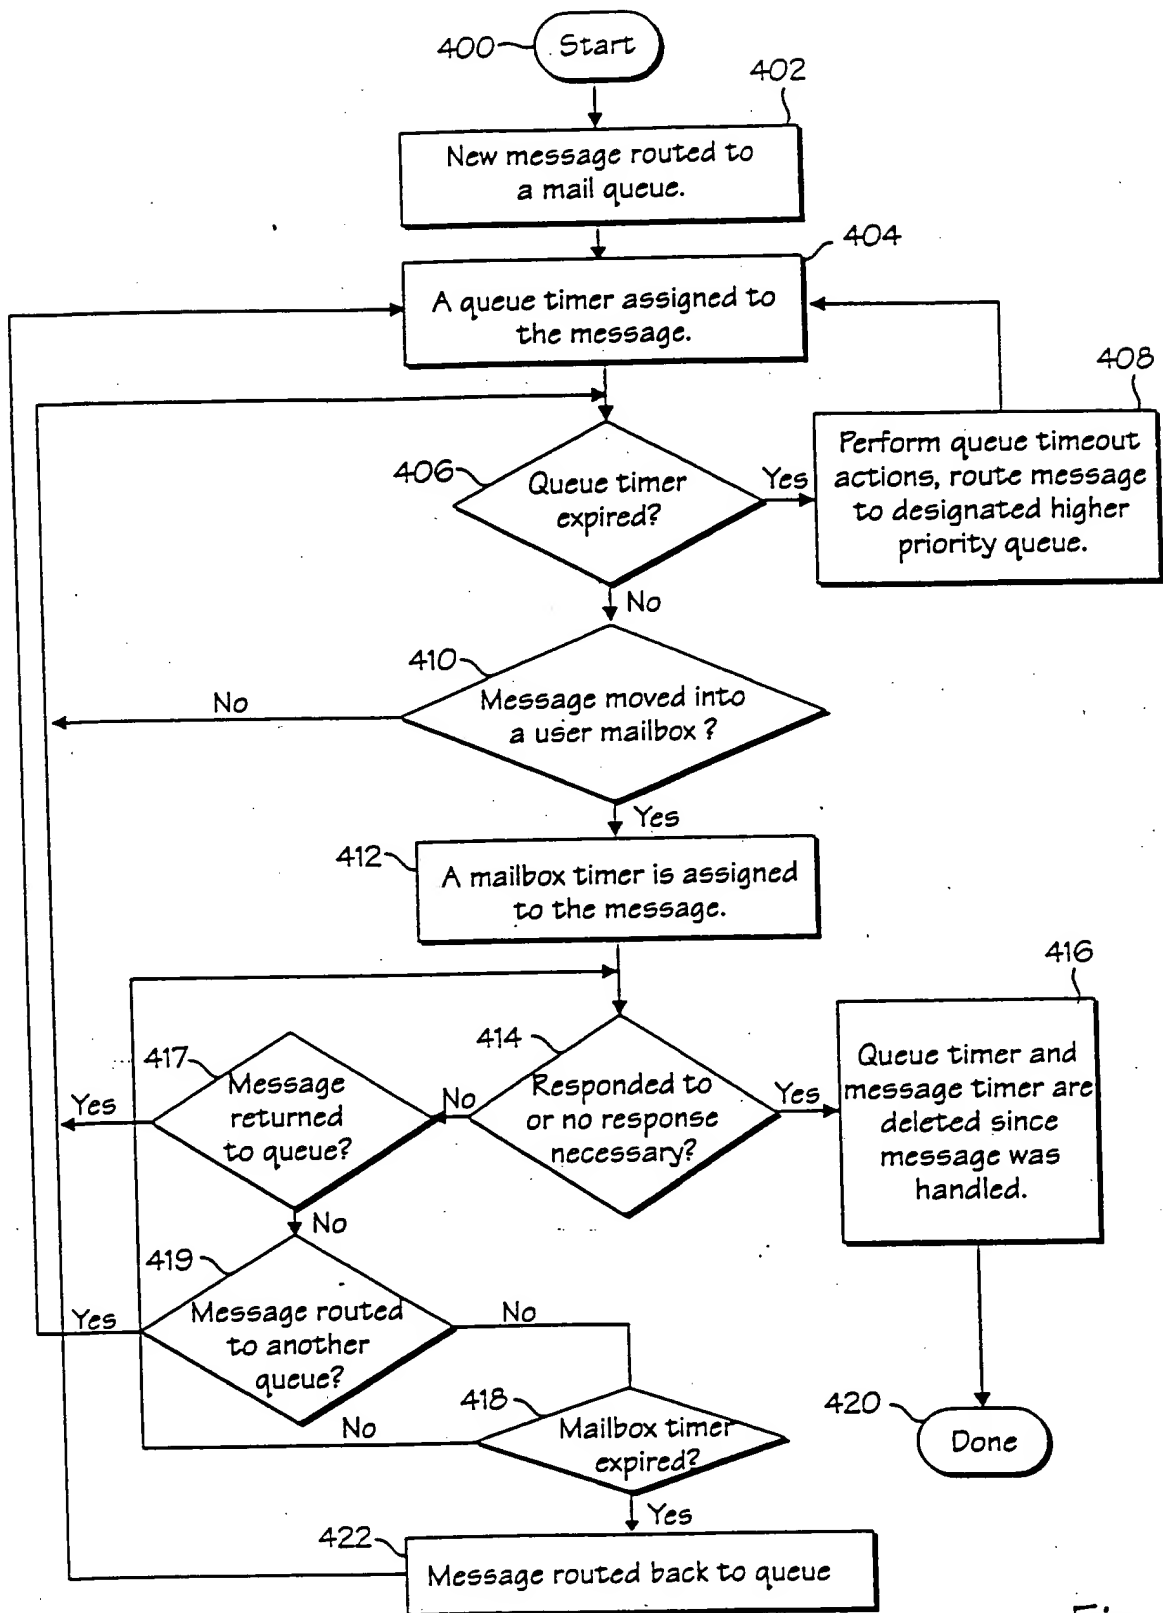 400
Start
402
New message routed to
a mail queue.
404
A queue timer assigned to
the message.
408
Perform queue timeout
actions, route message
to designated higher
priority queue.
406
Queue timer
expired?
Yes
No
410
Message moved into
a user mailbox ?
No
Yes
412
A mailbox timer is assigned
to the message.
416
Queue timer and
message timer are
deleted since
message was
handled.
414
Responded to
or no response
necessary?
Yes
No
417
Message
returned
to queue?
Yes
No
419
Message routed
to another
queue?
Yes
No
418
Mailbox timer
expired?
No
Yes
420
Done
422
Message routed back to queue